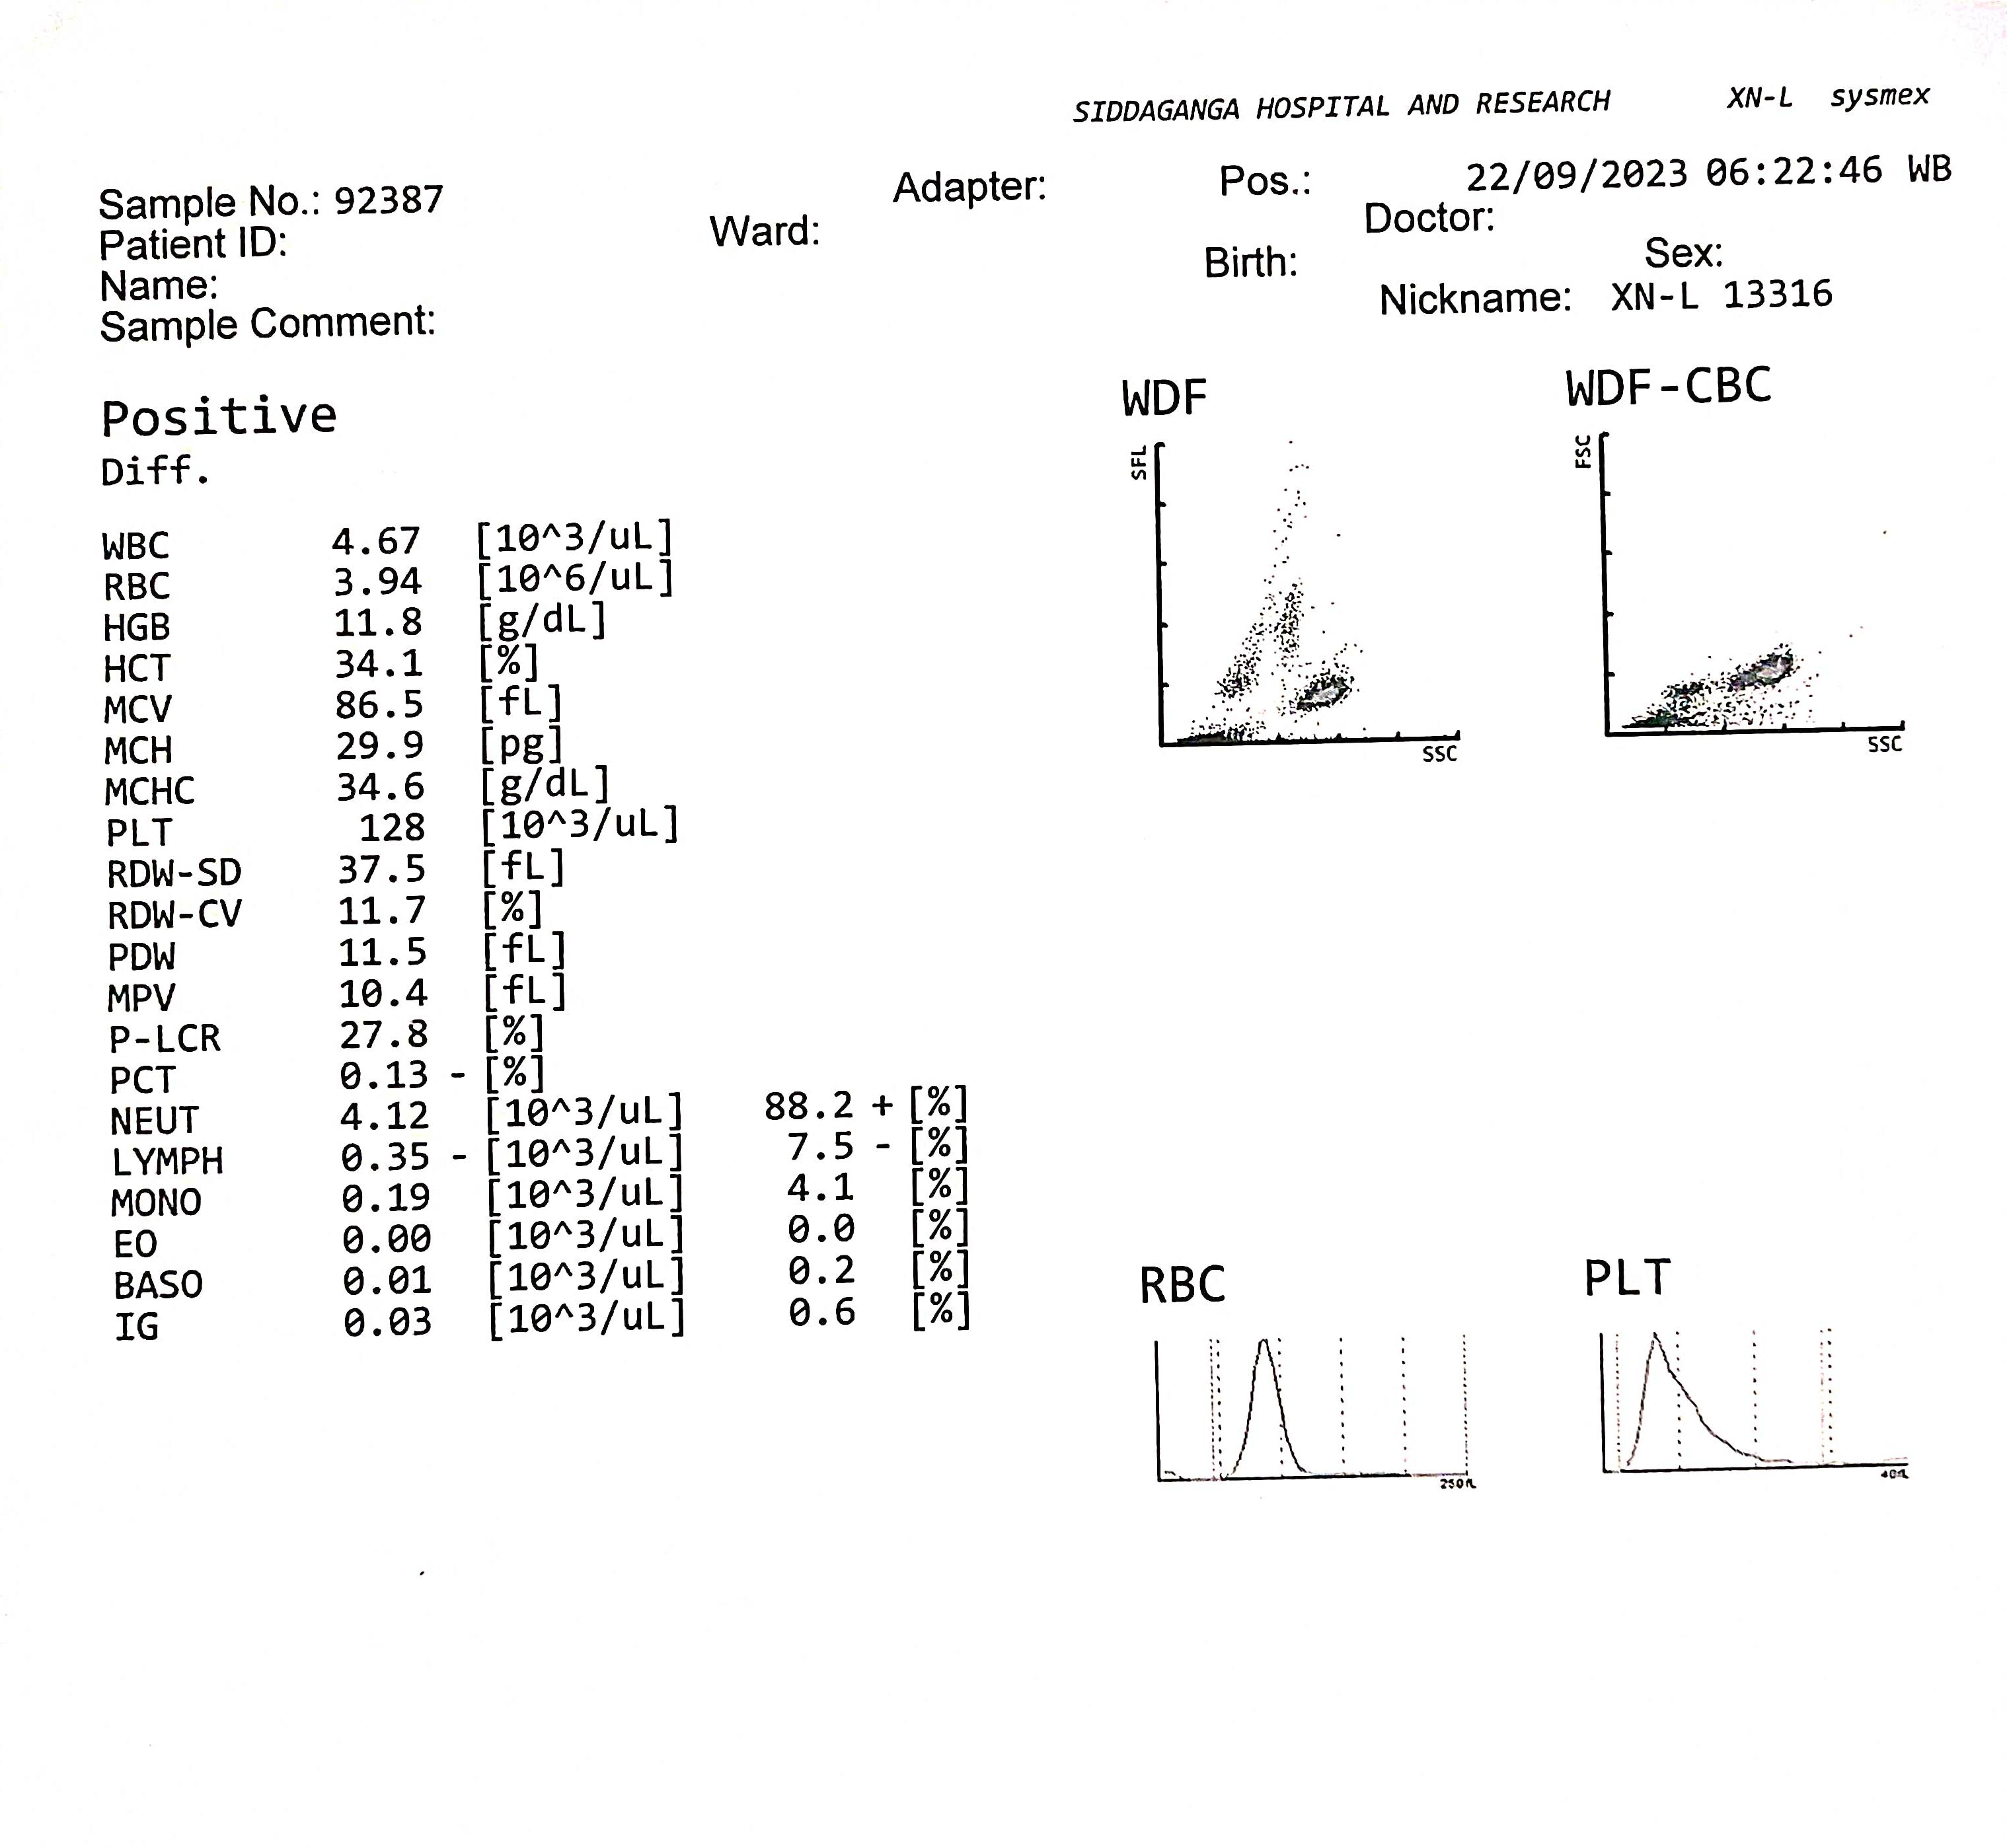 SIDDAGANGA HOSPITAL AND RESEARCH XN-L sysmex
Sample No.: 92387 Adapter: Pos.: 22/09/2023 06:22:46 WB
Patient ID: Ward: Doctor:
Name: Birth: Sex:
Sample Comment: Nickname: XN-L 13316
Positive
Diff.
WBC 4.67 [10^3/uL]
RBC 3.94 [10^6/uL]
HGB 11.8 [g/dL]
HCT 34.1 [%]
MCV 86.5 [fL]
MCH 29.9 [pg]
MCHC 34.6 [g/dL]
PLT 128 [10^3/uL]
RDW-SD 37.5 [fL]
RDW-CV 11.7 [%]
PDW 11.5 [fL]
MPV 10.4 [fL]
P-LCR 27.8 [%]
PCT 0.13 - [%]
NEUT 4.12 [10^3/uL] 88.2 + [%]
LYMPH 0.35 - [10^3/uL] 7.5 - [%]
MONO 0.19 [10^3/uL] 4.1 [%]
EO 0.00 [10^3/uL] 0.0 [%]
BASO 0.01 [10^3/uL] 0.2 [%]
IG 0.03 [10^3/uL] 0.6 [%]
WDF
SFL
SSC
WDF-CBC
FSC
SSC
RBC
250fL
PLT
40fL